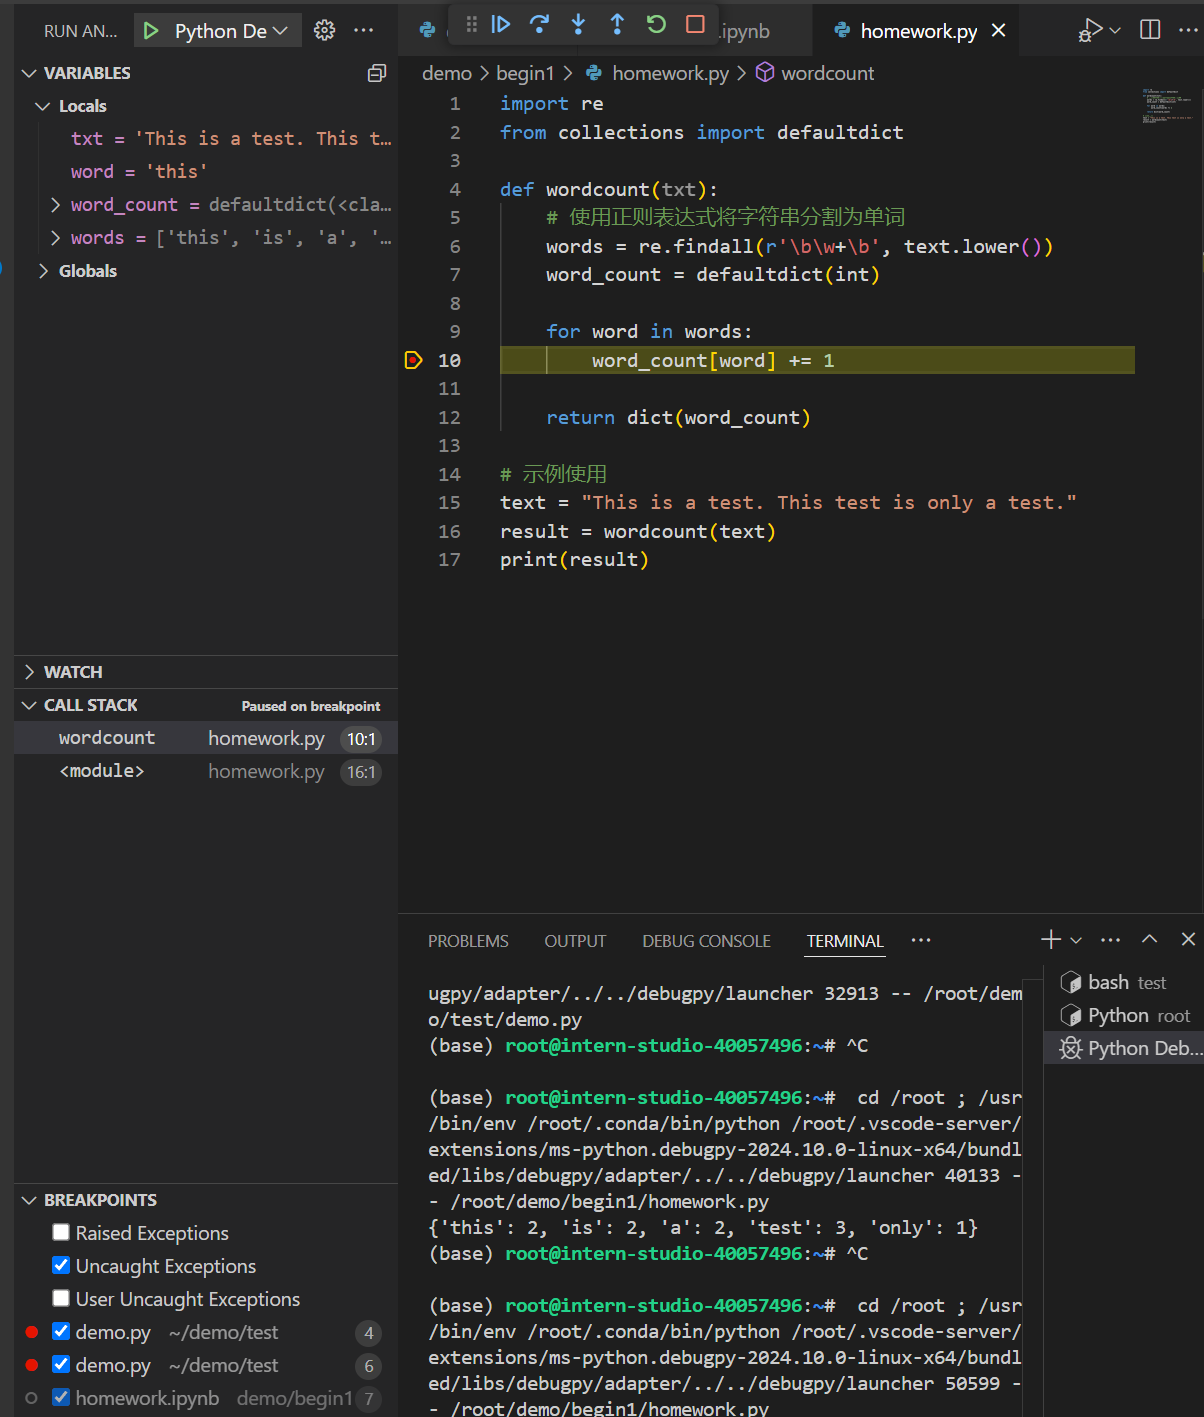 RUN AN...
Python De
.ipynb
homework.py
VARIABLES
Locals
txt = 'This is a test. This t...
word = 'this'
word_count = defaultdict(<cla...
words = ['this', 'is', 'a', '...
Globals
WATCH
CALL STACK
Paused on breakpoint
wordcount homework.py 10:1
<module> homework.py 16:1
BREAKPOINTS
Raised Exceptions
Uncaught Exceptions
User Uncaught Exceptions
demo.py ~/demo/test 4
demo.py ~/demo/test 6
homework.ipynb demo/begin1 7
demo > begin1 > homework.py > wordcount
1 import re
2 from collections import defaultdict
3
4 def wordcount(txt):
5 # 使用正则表达式将字符串分割为单词
6 words = re.findall(r'\b\w+\b', text.lower())
7 word_count = defaultdict(int)
8
9 for word in words:
10 word_count[word] += 1
11
12 return dict(word_count)
13
14 # 示例使用
15 text = "This is a test. This test is only a test."
16 result = wordcount(text)
17 print(result)
PROBLEMS OUTPUT DEBUG CONSOLE TERMINAL
ugpy/adapter/../../debugpy/launcher 32913 -- /root/dem
o/test/demo.py
(base) root@intern-studio-40057496:~# ^C
(base) root@intern-studio-40057496:~# cd /root ; /usr
/bin/env /root/.conda/bin/python /root/.vscode-server/
extensions/ms-python.debugpy-2024.10.0-linux-x64/bundl
ed/libs/debugpy/adapter/../../debugpy/launcher 40133 -
- /root/demo/begin1/homework.py
{'this': 2, 'is': 2, 'a': 2, 'test': 3, 'only': 1}
(base) root@intern-studio-40057496:~# ^C
(base) root@intern-studio-40057496:~# cd /root ; /usr
/bin/env /root/.conda/bin/python /root/.vscode-server/
extensions/ms-python.debugpy-2024.10.0-linux-x64/bundl
ed/libs/debugpy/adapter/../../debugpy/launcher 50599 -
- /root/demo/begin1/homework.py
bash test
Python root
Python Deb...